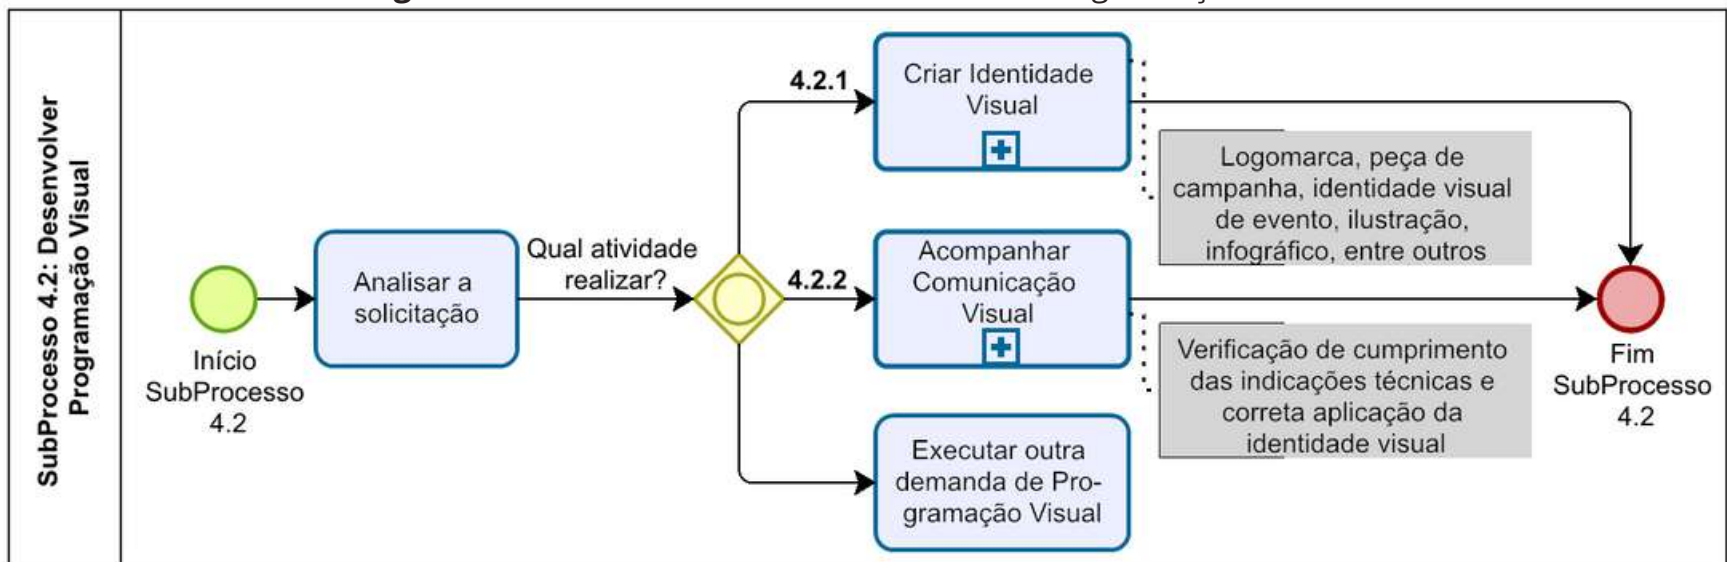 SubProcesso 4.2: Desenvolver
Programação Visual
Início
SubProcesso
4.2
Analisar a
solicitação
Qual atividade
realizar?
4.2.1
Criar Identidade
Visual
Logomarca, peça de
campanha, identidade visual
de evento, ilustração,
infográfico, entre outros
4.2.2
Acompanhar
Comunicação
Visual
Verificação de cumprimento
das indicações técnicas e
correta aplicação da
identidade visual
Executar outra
demanda de Pro-
gramação Visual
Fim
SubProcesso
4.2